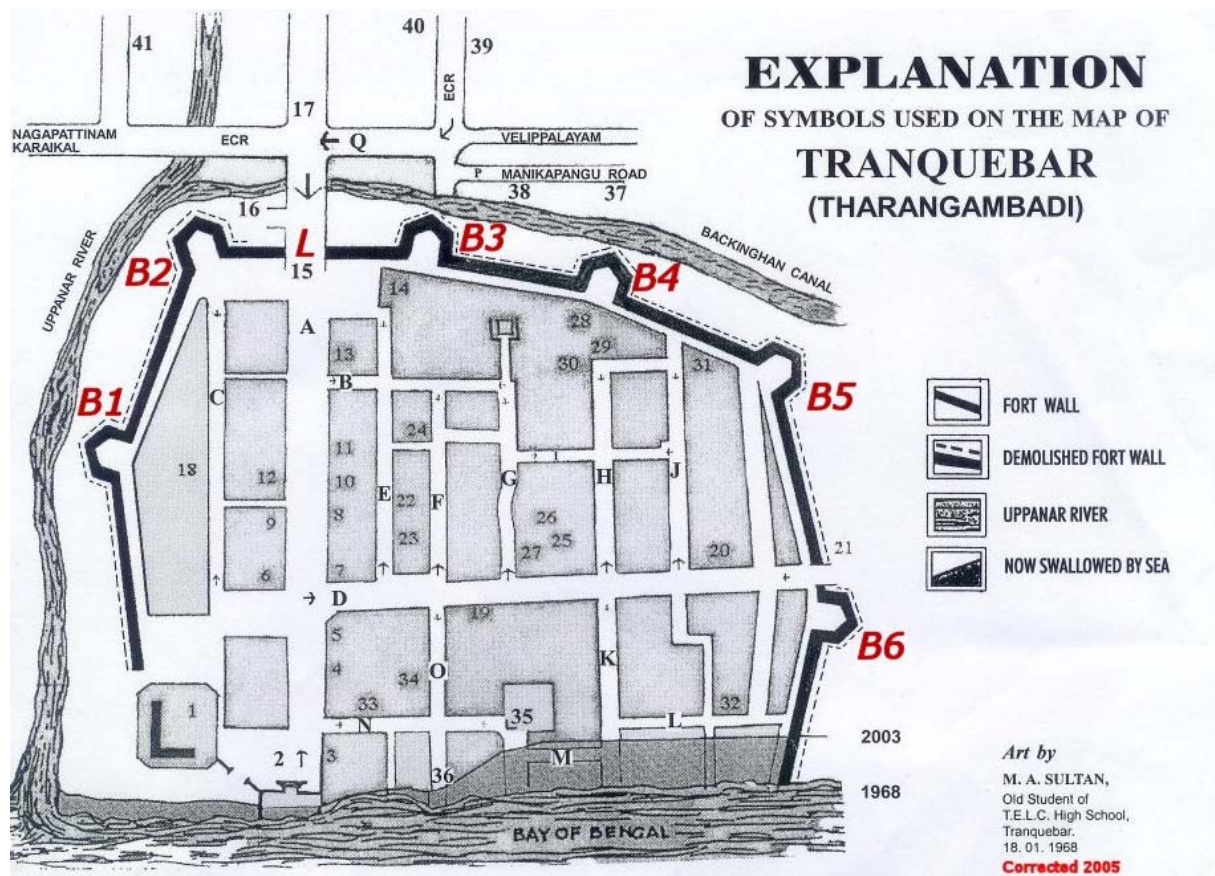 41
40
39
17
ECR
NAGAPATTINAM
KARAIKAL
ECR
Q
VELIPPALAYAM
P
MANIKAPANGU ROAD
38
37
16
UPPANAR RIVER
BACKINGHAN CANAL
B2
L
15
B3
B4
B1
B5
B6
EXPLANATION
OF SYMBOLS USED ON THE MAP OF
TRANQUEBAR
(THARANGAMBADI)
14
A
28
13
29
30
31
B
C
24
11
18
12
10
E
F
G
I
H
J
22
8
9
26
23
25
27
20
21
6
7
D
5
19
4
34
O
K
33
32
1
N
35
L
2
3
36
M
2003
1968
BAY OF BENGAL
FORT WALL
DEMOLISHED FORT WALL
UPPANAR RIVER
NOW SWALLOWED BY SEA
Art by
M. A. SULTAN,
Old Student of
T.E.L.C. High School,
Tranquebar.
18. 01. 1968
Corrected 2005